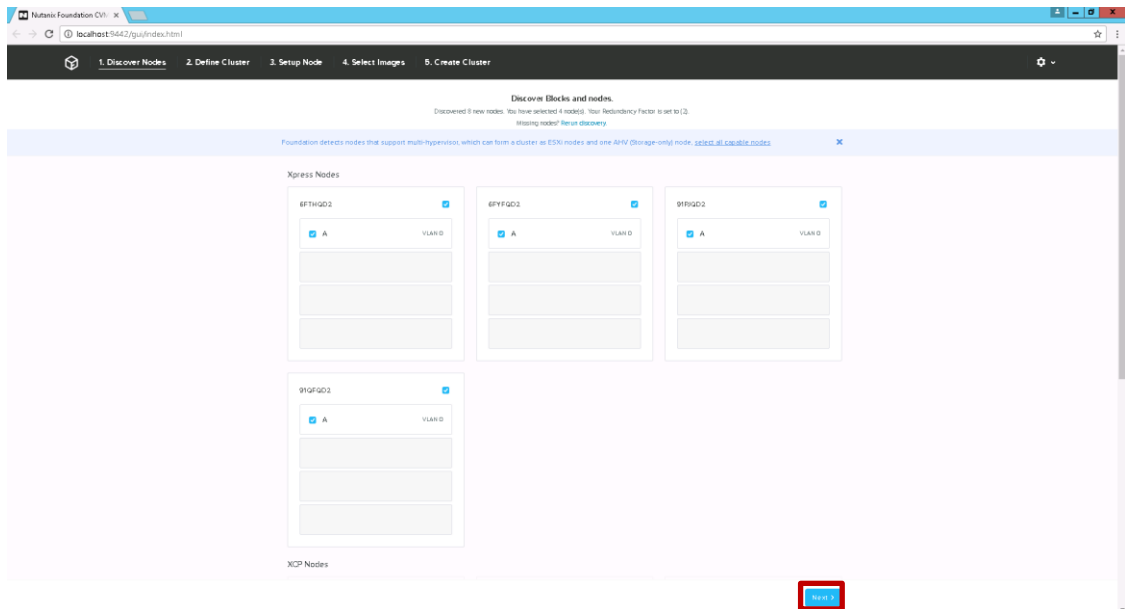 Nutanix Foundation CVM
localhost:9442/gui/index.html
1. Discover Nodes 2. Define Cluster 3. Setup Node 4. Select Images 5. Create Cluster
Discover Blocks and nodes.
Discovered 8 new nodes. You have selected 4 node(s). Your Redundancy Factor is set to (2).
Missing nodes? Rerun discovery
Foundation detects nodes that support multi-hypervisor, which can form a cluster as ESXi nodes and one AHV (Storage-only) node, select all capable nodes
Xpress Nodes
6FTHQD2 6FYFQD2
A VLAN 0 A VLAN 0 A VLAN 0
91QFQD2
A VLAN 0
XCP Nodes
Next >